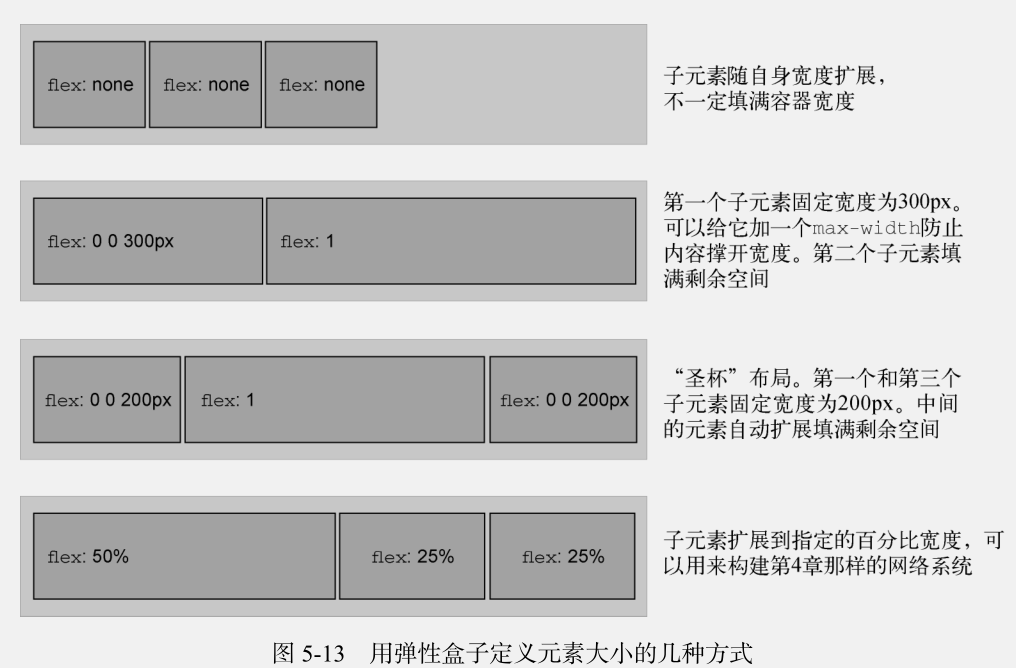 flex: none flex: none flex: none
子元素随自身宽度扩展,
不一定填满容器宽度
flex: 0 0 300px flex: 1
第一个子元素固定宽度为300px。
可以给它加一个max-width防止
内容撑开宽度。第二个子元素填
满剩余空间
flex: 0 0 200px flex: 1 flex: 0 0 200px
“圣杯”布局。第一个和第三个
子元素固定宽度为200px。中间
的元素自动扩展填满剩余空间
flex: 50% flex: 25% flex: 25%
子元素扩展到指定的百分比宽度，可
以用来构建第4章那样的网络系统
图 5-13 用弹性盒子定义元素大小的几种方式